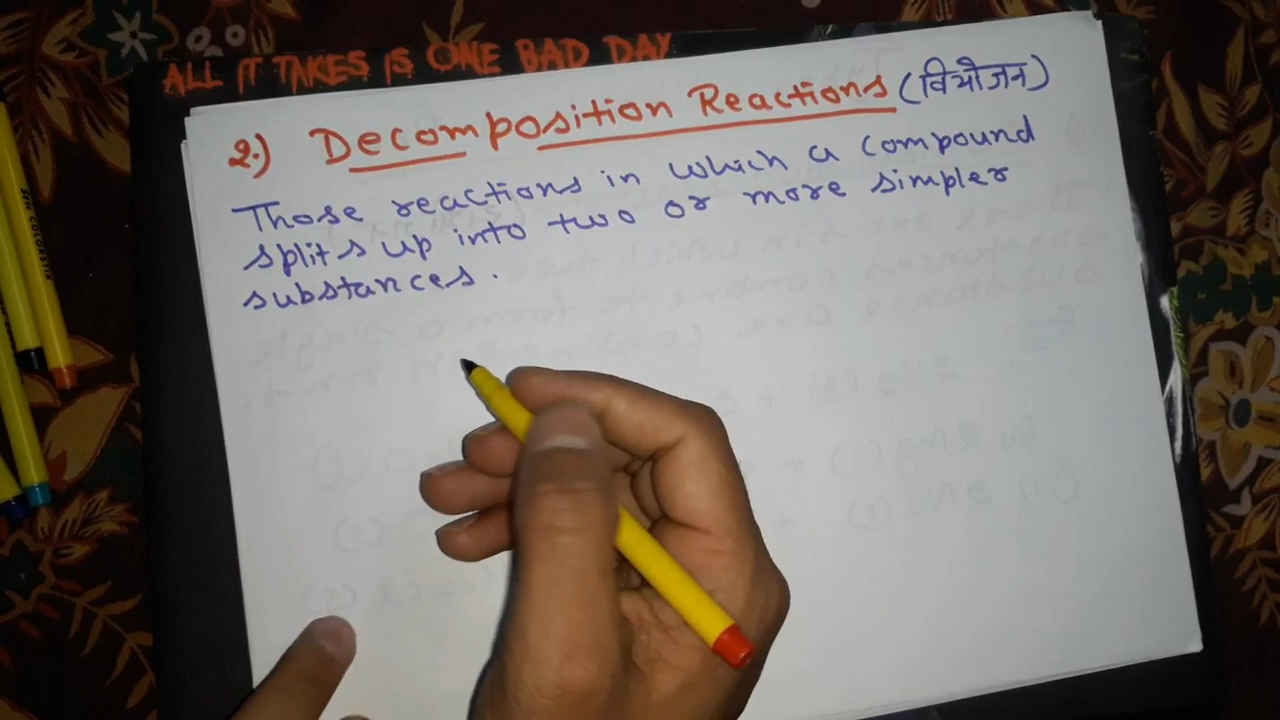 ALL IT TAKES IS ONE BAD DAY
2.) Decomposition Reactions (वियोजन)
Those reactions in which a compound
splits up into two or more simpler
substances.